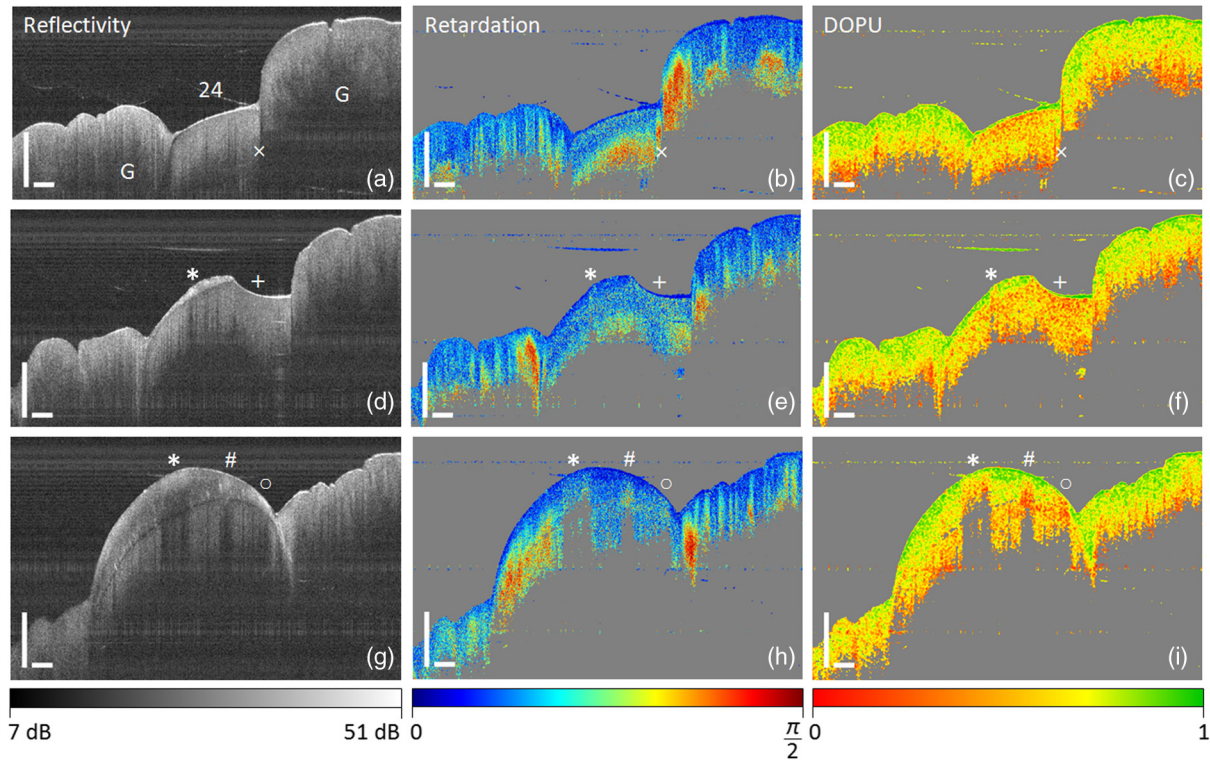 Reflectivity
Retardation
DOPU
24
G
G
×
×
×
(a)
(b)
(c)
*
+
*
+
*
+
(d)
(e)
(f)
*
#
○
*
#
○
*
#
○
(g)
(h)
(i)
7 dB
51 dB
0
π/2
0
1